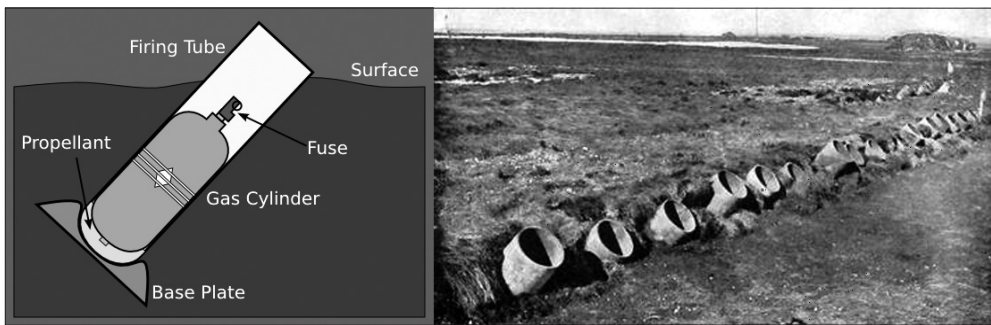 Firing Tube
Surface
Propellant
Fuse
Gas Cylinder
Base Plate